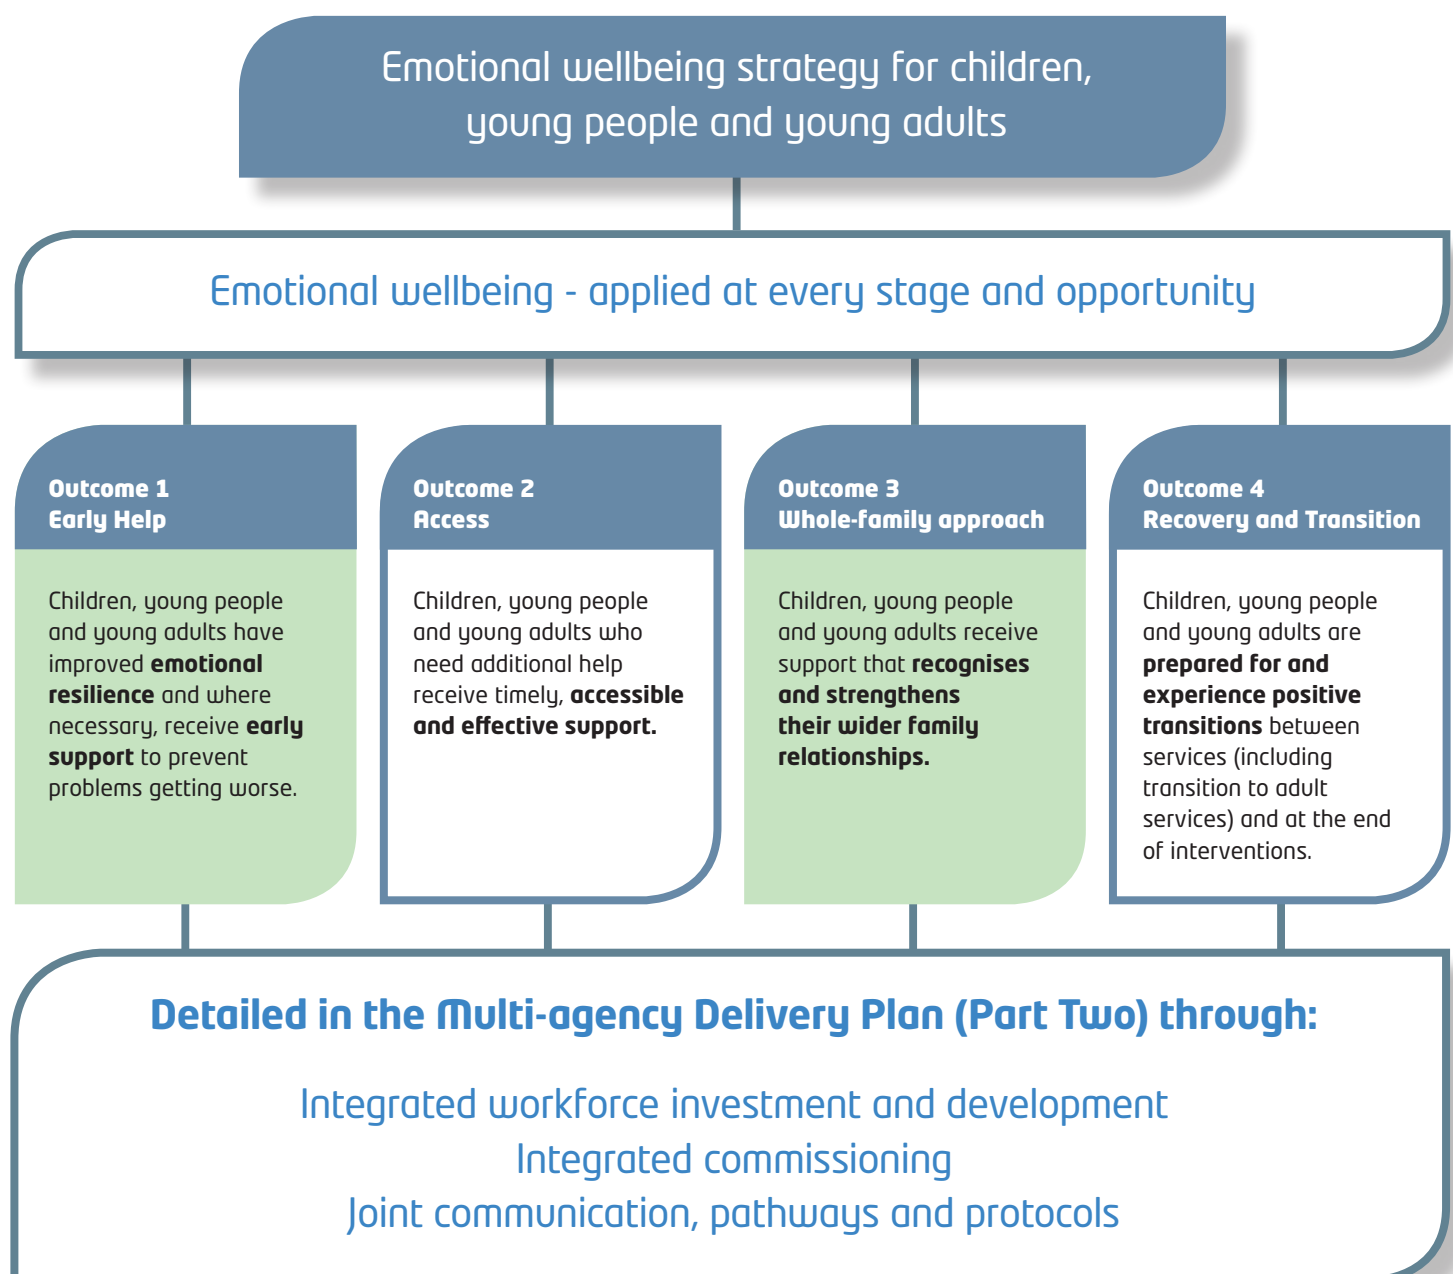 Emotional wellbeing strategy for children,
young people and young adults
Emotional wellbeing - applied at every stage and opportunity
Outcome 1
Early Help
Children, young people
and young adults have
improved emotional
resilience and where
necessary, receive early
support to prevent
problems getting worse.
Outcome 2
Access
Children, young people
and young adults who
need additional help
receive timely, accessible
and effective support.
Outcome 3
Whole-family approach
Children, young people
and young adults receive
support that recognises
and strengthens
their wider family
relationships.
Outcome 4
Recovery and Transition
Children, young people
and young adults are
prepared for and
experience positive
transitions between
services (including
transition to adult
services) and at the end
of interventions.
Detailed in the Multi-agency Delivery Plan (Part Two) through:
Integrated workforce investment and development
Integrated commissioning
Joint communication, pathways and protocols